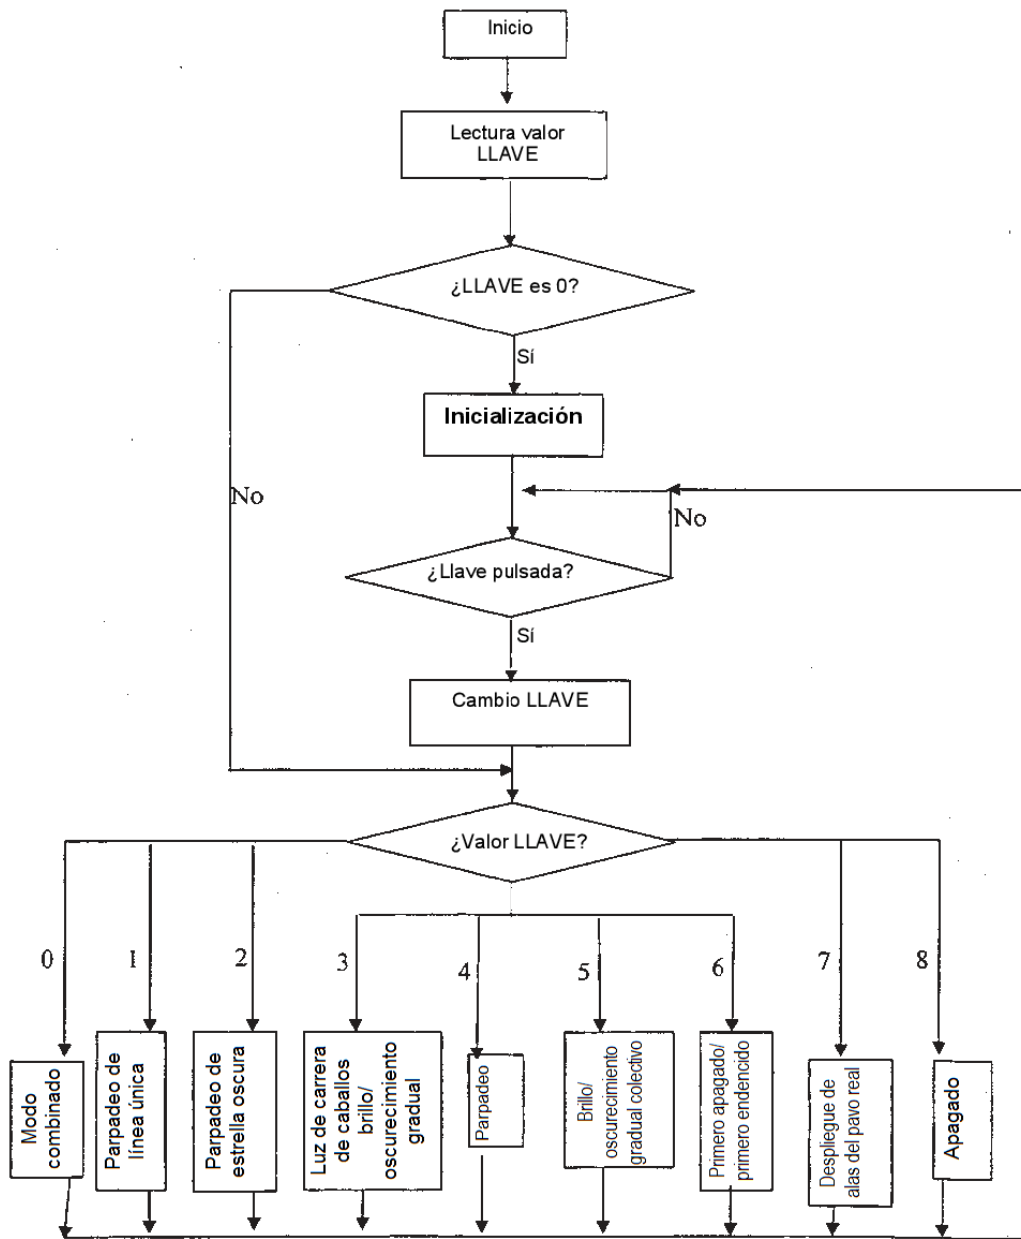 Inicio
Lectura valor
LLAVE
¿LLAVE es 0?
Sí
Inicialización
No
No
¿Llave pulsada?
Sí
Cambio LLAVE
¿Valor LLAVE?
0
1
2
3
4
5
6
7
8
Modo
combinado
Parpadeo de
línea única
Parpadeo de
estrella oscura
Luz de carrera
de caballos
brillo/
oscurecimiento
gradual
Parpadeo
Brillo/
oscurecimiento
gradual colectivo
Primero apagado/
primero endencido
Despliegue de
alas del pavo real
Apagado